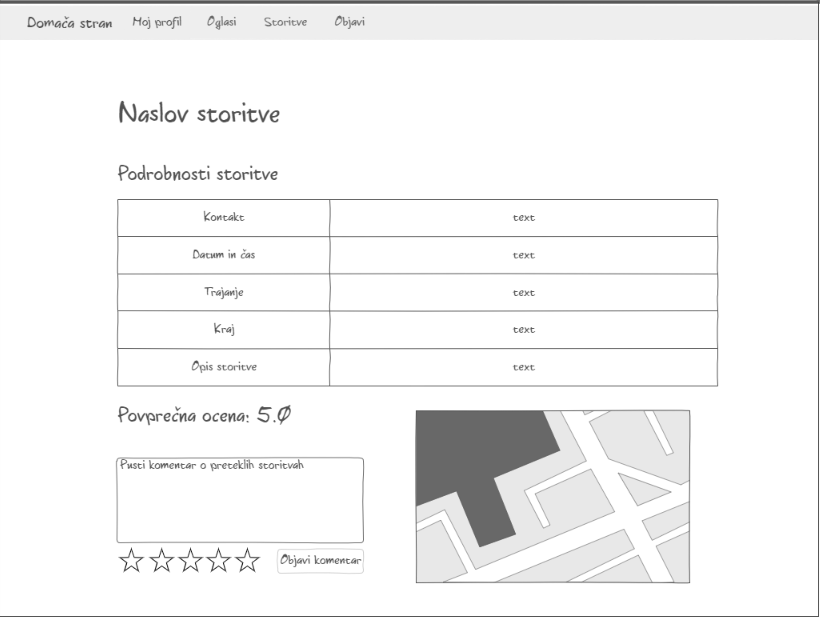 Domača stran Moj profil Oglasi Storitve Objavi
Naslov storitve
Podrobnosti storitve
Kontakt text
Datum in čas text
Trajanje text
Kraj text
Opis storitve text
Povprečna ocena: 5.0
Pusti komentar o preteklih storitvah
Objavi komentar